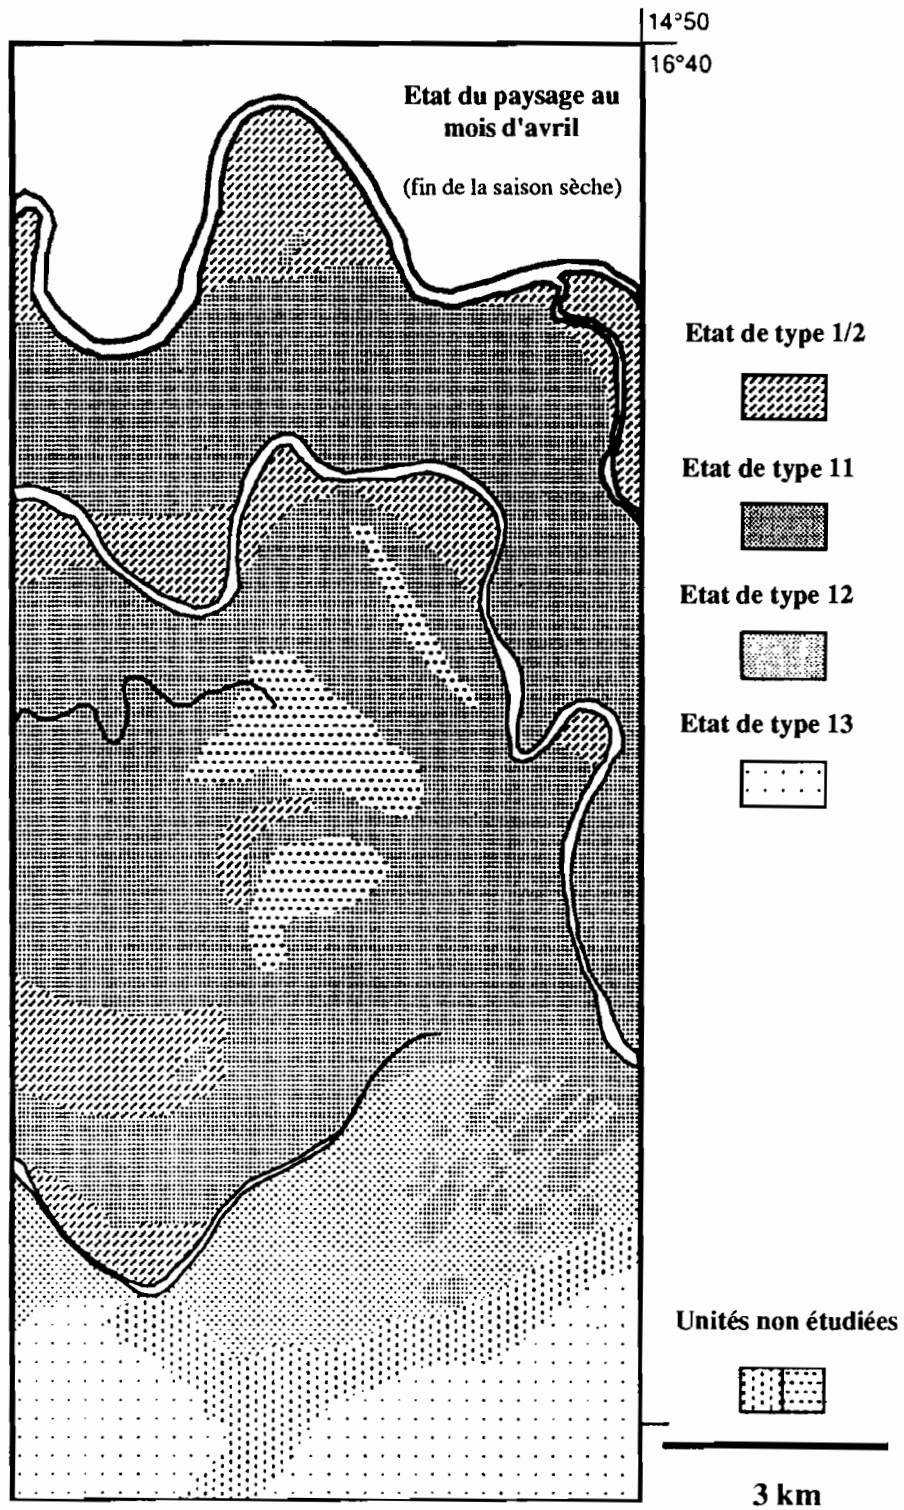 14°50
16°40
Etat du paysage au
mois d'avril
(fin de la saison sèche)
Etat de type 1/2
Etat de type 11
Etat de type 12
Etat de type 13
Unités non étudiées
3 km